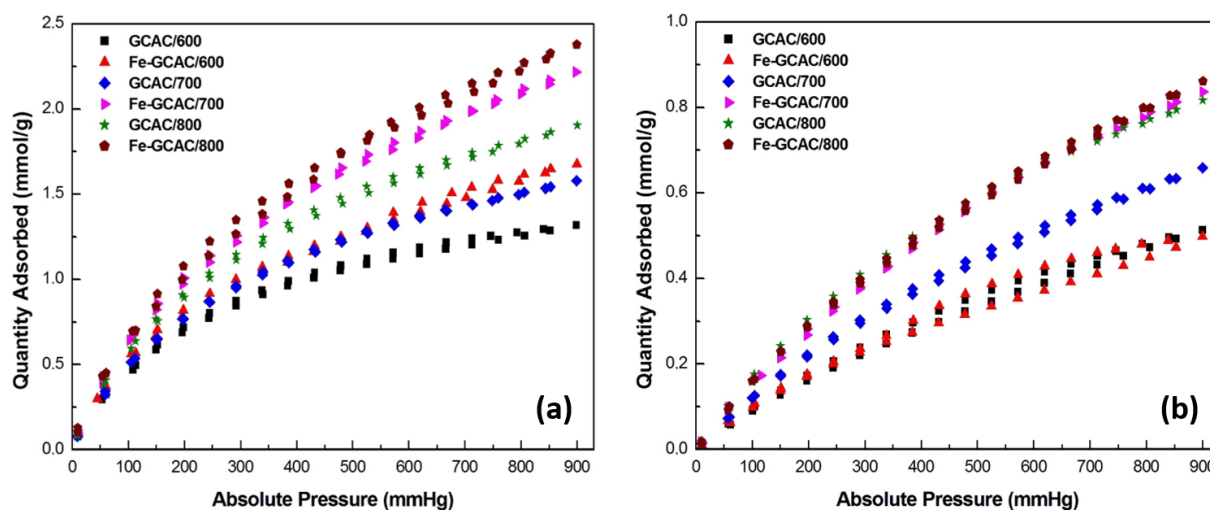 2.5
2.0
1.5
1.0
0.5
0.0
Quantity Adsorbed (mmol/g)
GCAC/600
Fe-GCAC/600
GCAC/700
Fe-GCAC/700
GCAC/800
Fe-GCAC/800
(a)
0 100 200 300 400 500 600 700 800 900
Absolute Pressure (mmHg)
1.0
0.8
0.6
0.4
0.2
0.0
Quantity Adsorbed (mmol/g)
GCAC/600
Fe-GCAC/600
GCAC/700
Fe-GCAC/700
GCAC/800
Fe-GCAC/800
(b)
0 100 200 300 400 500 600 700 800 900
Absolute Pressure (mmHg)